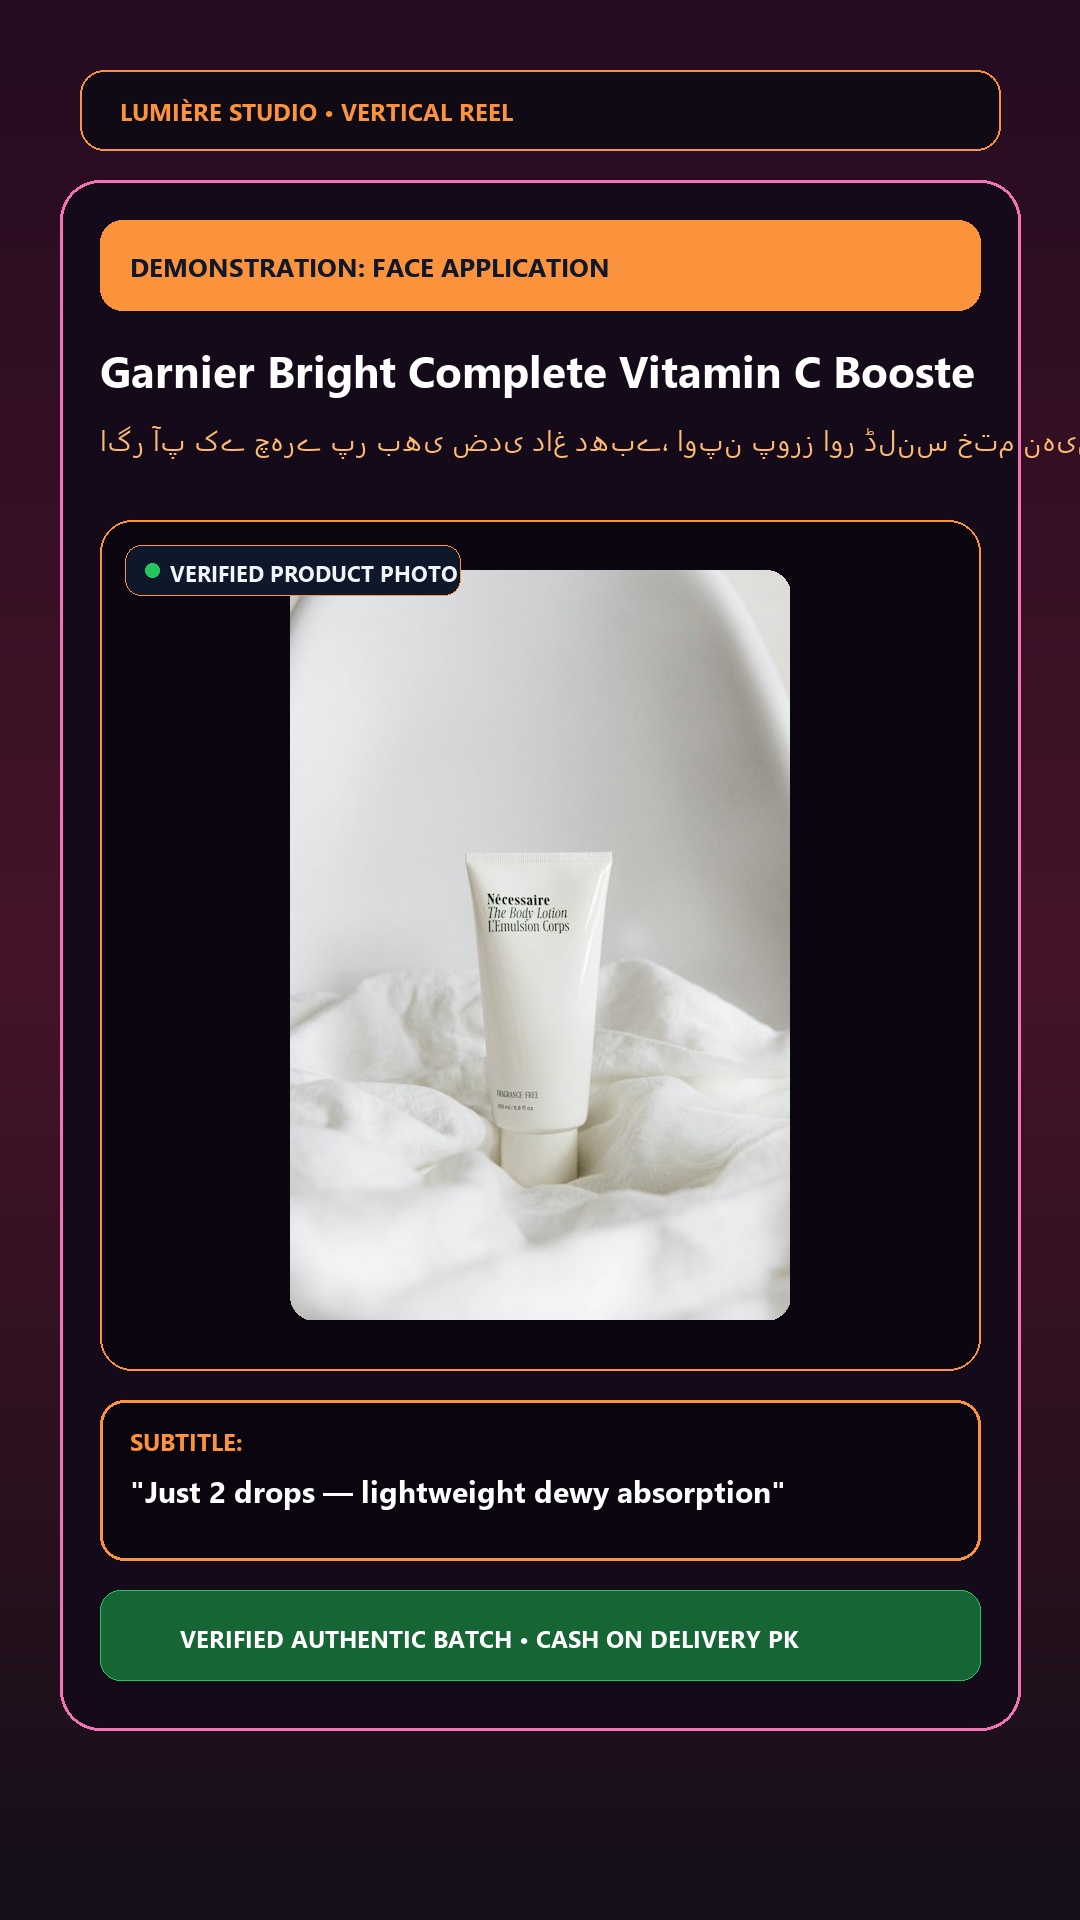 LUMIÈRE STUDIO • VERTICAL REEL
DEMONSTRATION: FACE APPLICATION
Garnier Bright Complete Vitamin C Booste
اگر آپ کے چہرے پر بھی ضدی داغ دھبے، اوپن پورز اور ڈلنس ختم
VERIFIED PRODUCT PHOTO
Nécessaire
The Body Lotion
L'Emulsion Corps
FRAGRANCE FREE
SUBTITLE:
"Just 2 drops — lightweight dewy absorption"
VERIFIED AUTHENTIC BATCH • CASH ON DELIVERY PK